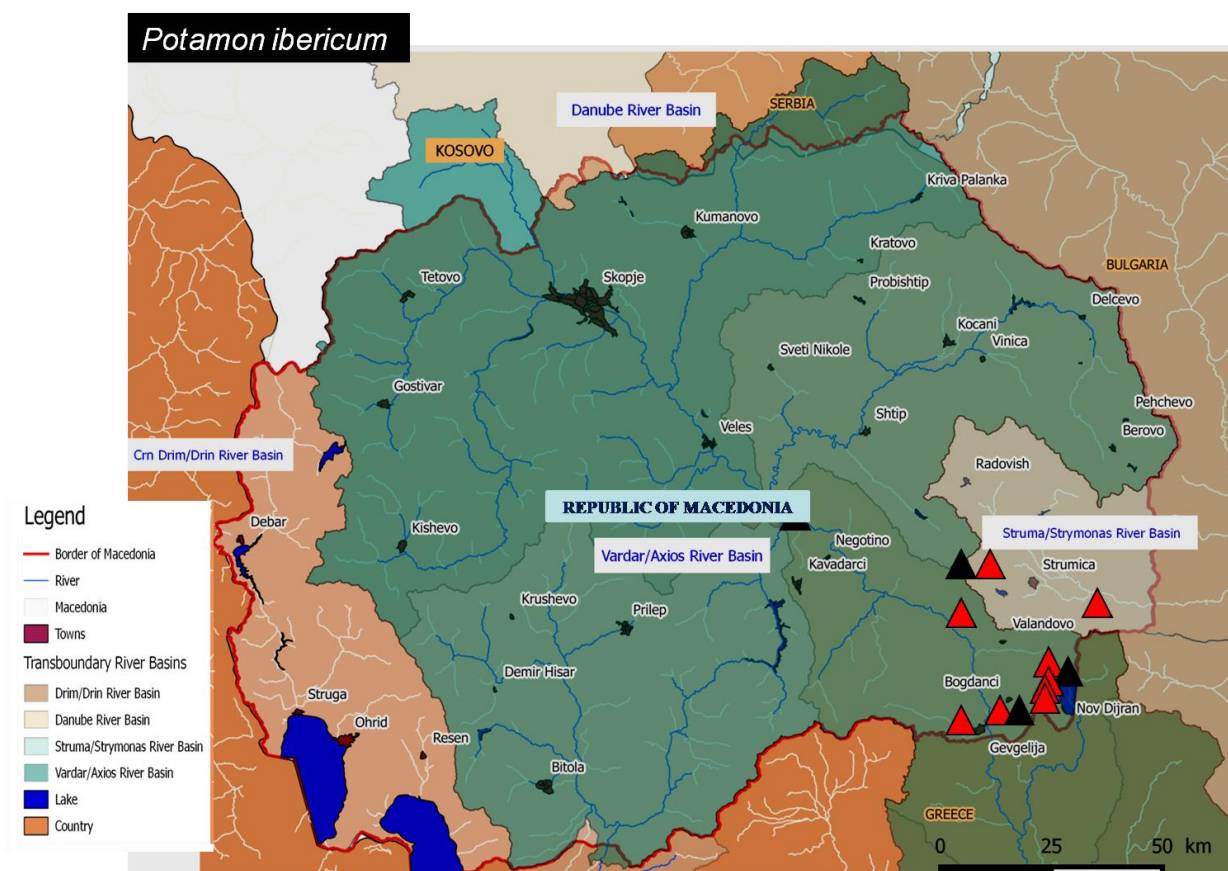 Potamon ibericum
Danube River Basin
SERBIA
KOSOVO
Kriva Palanka
Kumanovo
Kratovo
BULGARIA
Tetovo
Skopje
Probishtip
Delcevo
Kocani
Vinica
Sveti Nikole
Gostivar
Pehchevo
Shtip
Veles
Berovo
Crn Drim/Drin River Basin
Radovish
REPUBLIC OF MACEDONIA
Debar
Kishevo
Struma/Strymonas River Basin
Negotino
Vardar/Axios River Basin
Kavadarci
Strumica
Krushevo
Prilep
Valandovo
Demir Hisar
Bogdanci
Struga
Nov Dijran
Ohrid
Resen
Gevgelija
Bitola
GREECE
0 25 50 km
Legend
Border of Macedonia
River
Macedonia
Towns
Transboundary River Basins
Drim/Drin River Basin
Danube River Basin
Struma/Strymonas River Basin
Vardar/Axios River Basin
Lake
Country